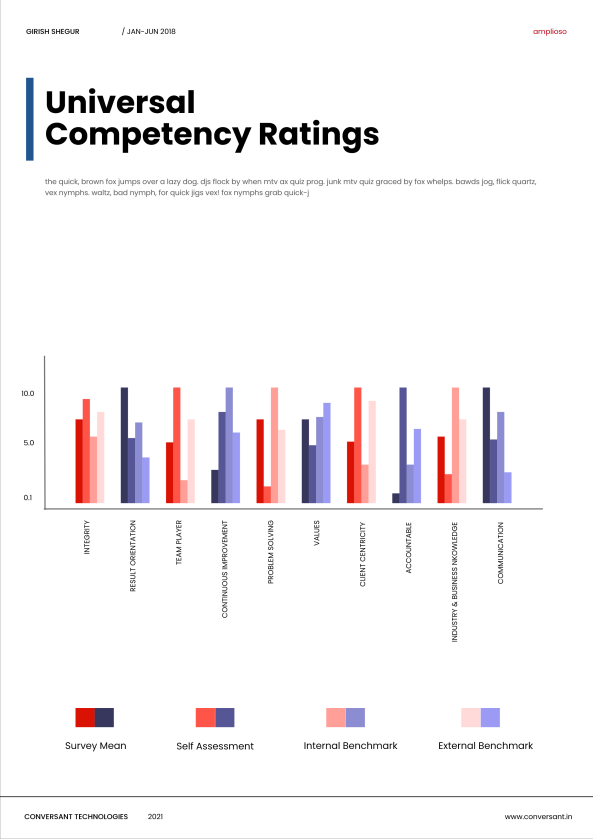 GIRISH SHEGUR / JAN-JUN 2018 amplioso
Universal
Competency Ratings
the quick, brown fox jumps over a lazy dog. djs flock by when mtv ax quiz prog. junk mtv quiz graced by fox whelps. bawds jog, flick quartz,
vex nymphs. waltz, bad nymph, for quick jigs vex! fox nymphs grab quick-j
10.0
5.0
0.1
INTEGRITY
RESULT ORIENTATION
TEAM PLAYER
CONTINUOUS IMPROVEMENT
PROBLEM SOLVING
VALUES
CLIENT CENTRICITY
ACCOUNTABLE
INDUSTRY & BUSINESS NKOWLEDGE
COMMUNICATION
Survey Mean
Self Assessment
Internal Benchmark
External Benchmark
CONVERSANT TECHNOLOGIES 2021 www.conversant.in